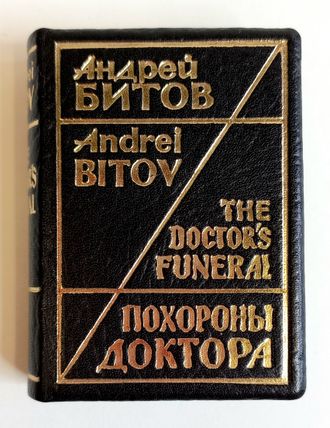 Андрей
БИТОВ
Andrei
BITOV
THE
DOCTOR'S
FUNERAL
ПОХОРОНЫ
ДОКТОРА